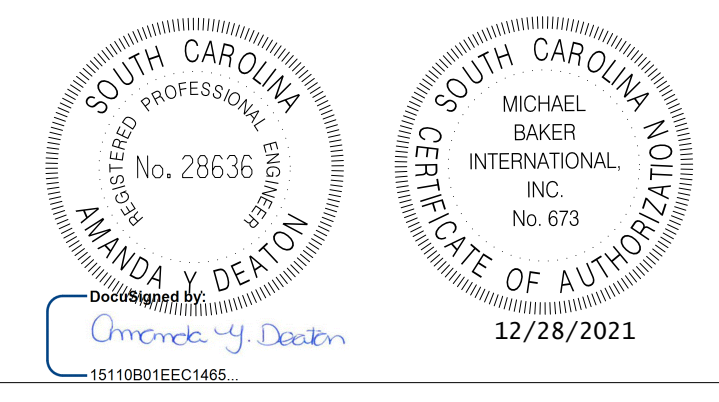 SOUTH CAROLINA
REGISTERED PROFESSIONAL ENGINEER
No. 28636
AMANDA Y DEATON
DocuSigned by:
Amanda Y. Deaton
15110B01EEC1465...
SOUTH CAROLINA
MICHAEL
BAKER
INTERNATIONAL,
INC.
No. 673
CERTIFICATE OF AUTHORIZATION
12/28/2021